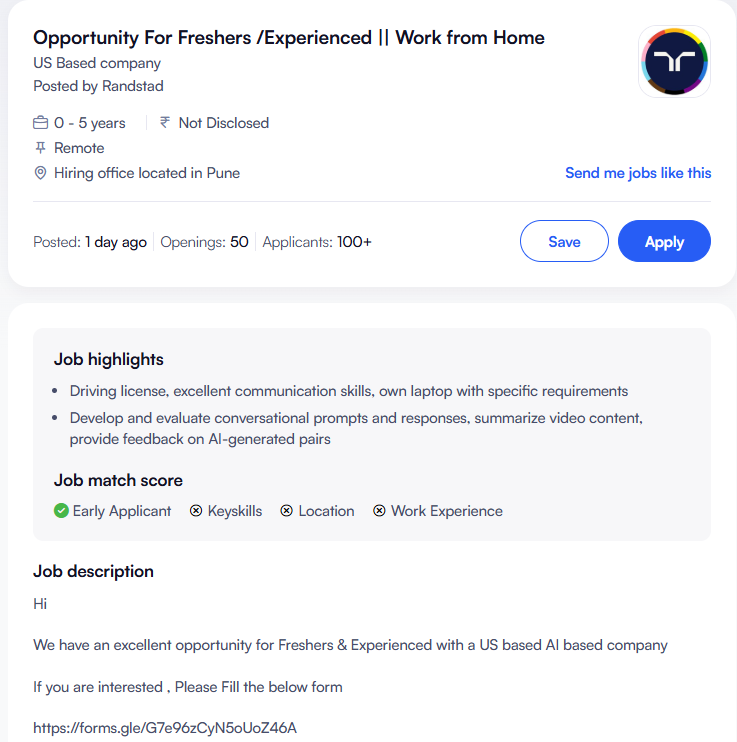 Opportunity For Freshers /Experienced || Work from Home
US Based company
Posted by Randstad
0 - 5 years ₹ Not Disclosed
Remote
Hiring office located in Pune
Send me jobs like this
Posted: 1 day ago Openings: 50 Applicants: 100+
Save Apply
Job highlights
• Driving license, excellent communication skills, own laptop with specific requirements
• Develop and evaluate conversational prompts and responses, summarize video content,
provide feedback on AI-generated pairs
Job match score
Early Applicant Keyskills Location Work Experience
Job description
Hi
We have an excellent opportunity for Freshers & Experienced with a US based AI based company
If you are interested , Please Fill the below form
https://forms.gle/G7e96zCyN5oUoZ46A